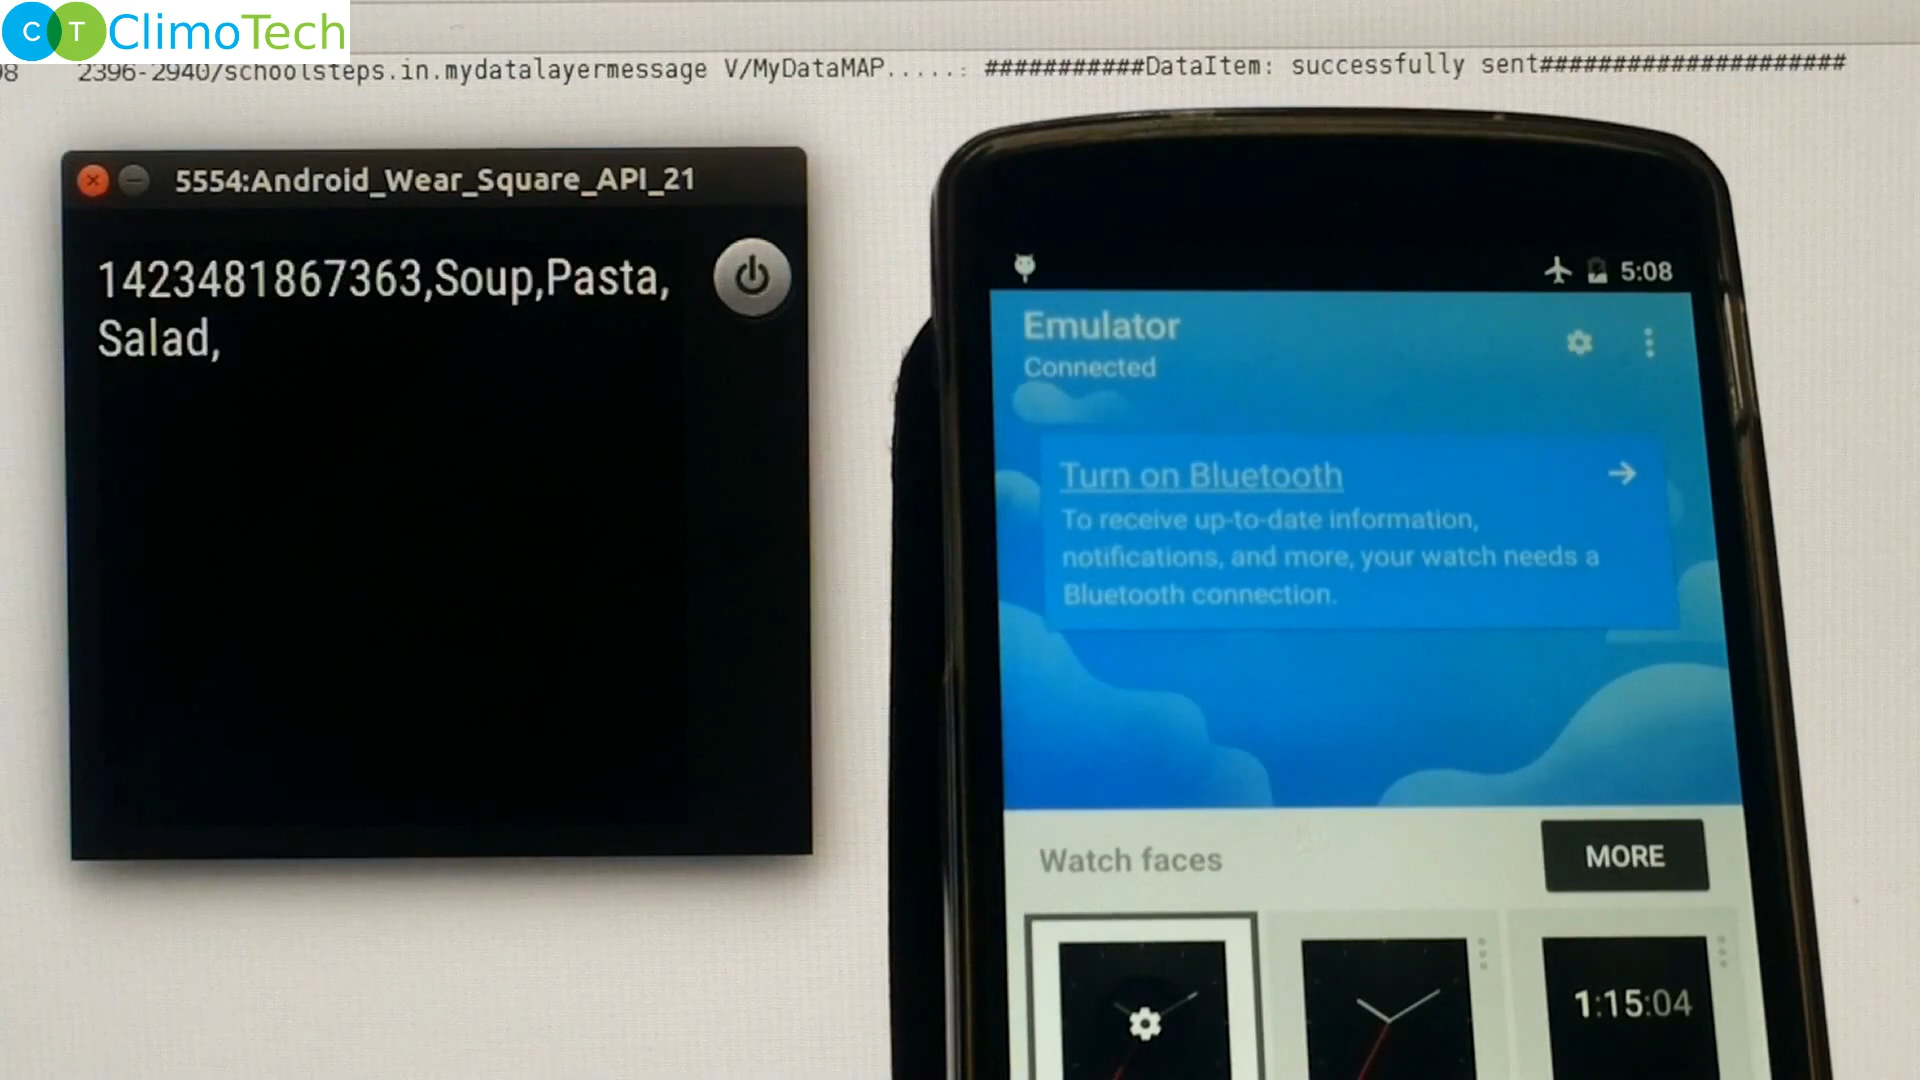 CT ClimoTech
98 2396-2940/schoolsteps.in.mydatalayermessage V/MyDataMAP.....: ###########DataItem: successfully sent#####################
5554:Android_Wear_Square_API_21
1423481867363,Soup,Pasta,
Salad,
5:08
Emulator
Connected
Turn on Bluetooth
To receive up-to-date information,
notifications, and more, your watch needs a
Bluetooth connection.
Watch faces
MORE
1:15:04